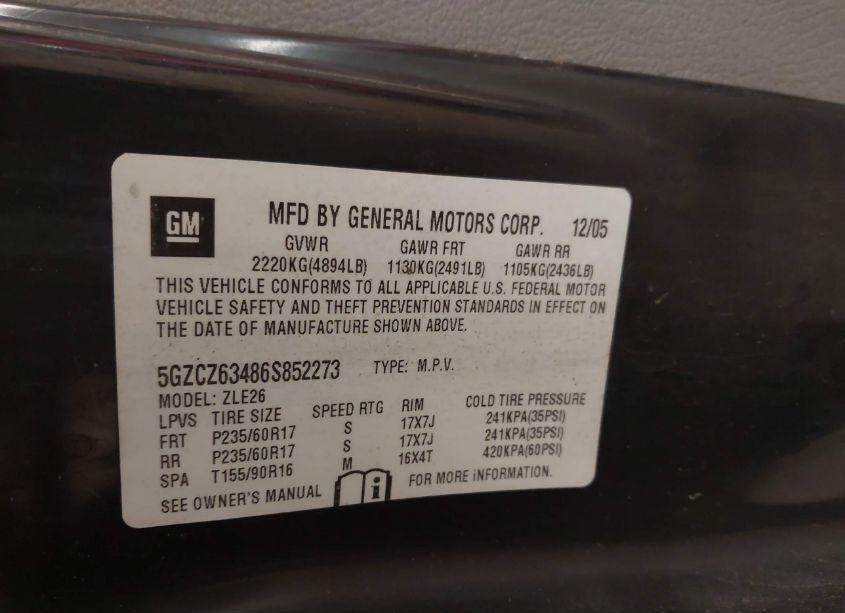 GM
MFD BY GENERAL MOTORS CORP. 12/05
GVWR GAWR FRT GAWR RR
2220KG(4894LB) 1130KG(2491LB) 1105KG(2436LB)
THIS VEHICLE CONFORMS TO ALL APPLICABLE U.S. FEDERAL MOTOR
VEHICLE SAFETY AND THEFT PREVENTION STANDARDS IN EFFECT ON
THE DATE OF MANUFACTURE SHOWN ABOVE.
5GZCZ63486S852273 TYPE: M.P.V.
MODEL: ZLE26
LPVS TIRE SIZE SPEED RTG RIM COLD TIRE PRESSURE
FRT P235/60R17 S 17X7J 241KPA(35PSI)
RR P235/60R17 S 17X7J 241KPA(35PSI)
SPA T155/90R16 M 16X4T 420KPA(60PSI)
SEE OWNER'S MANUAL i FOR MORE INFORMATION.